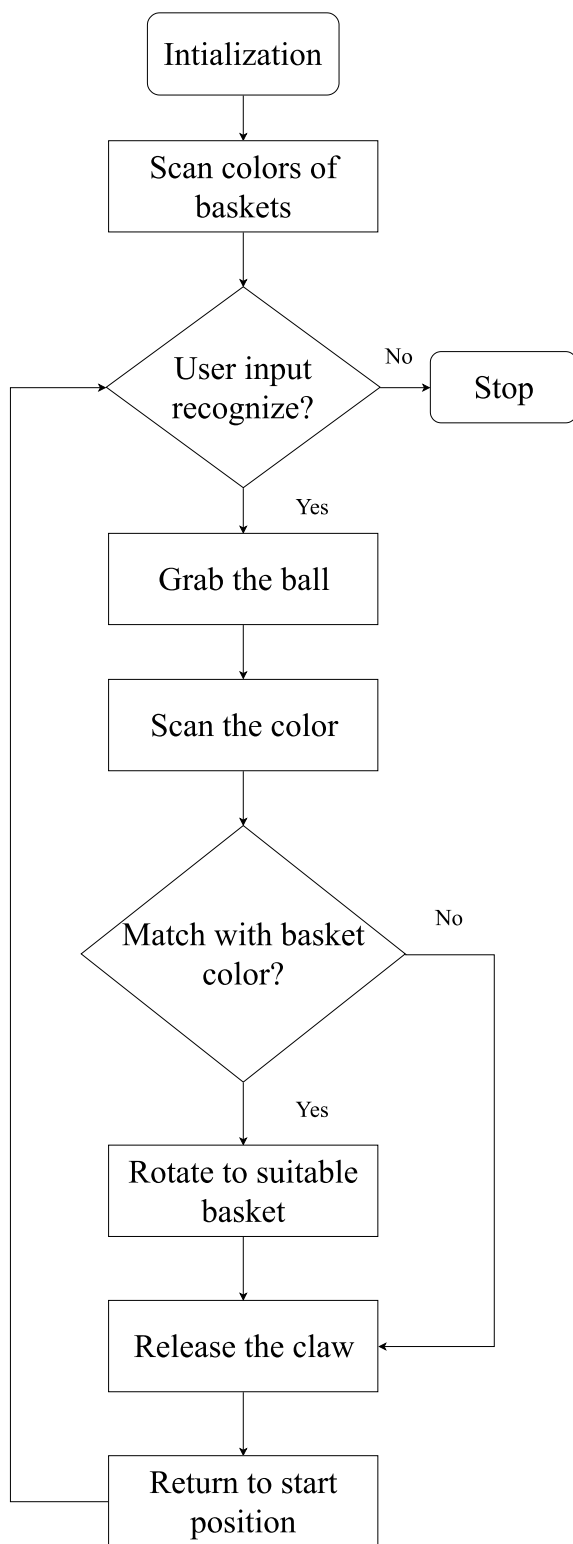 Intialization
Scan colors of
baskets
User input
recognize?
No
Stop
Yes
Grab the ball
Scan the color
Match with basket
color?
No
Yes
Rotate to suitable
basket
Release the claw
Return to start
position